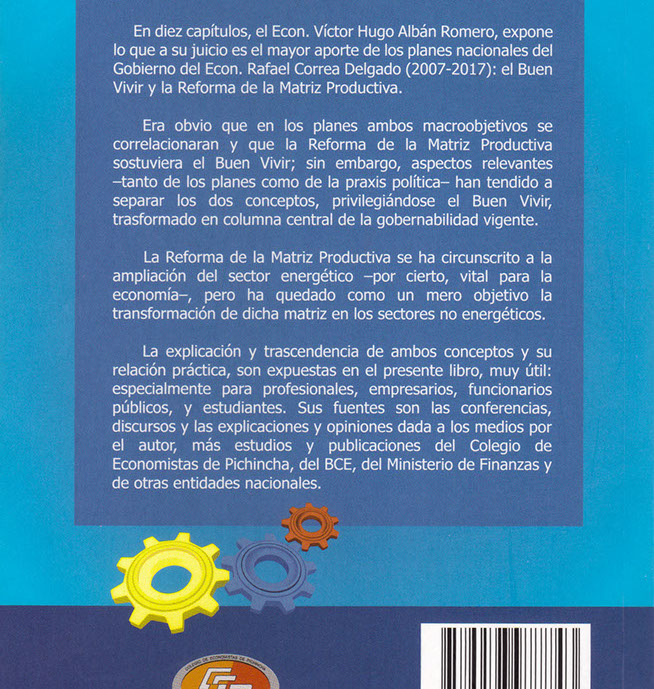 En diez capítulos, el Econ. Víctor Hugo Albán Romero, expone
lo que a su juicio es el mayor aporte de los planes nacionales del
Gobierno del Econ. Rafael Correa Delgado (2007-2017): el Buen
Vivir y la Reforma de la Matriz Productiva.
Era obvio que en los planes ambos macroobjetivos se
correlacionaran y que la Reforma de la Matriz Productiva
sostuviera el Buen Vivir; sin embargo, aspectos relevantes
–tanto de los planes como de la praxis política– han tendido a
separar los dos conceptos, privilegiándose el Buen Vivir,
trasformado en columna central de la gobernabilidad vigente.
La Reforma de la Matriz Productiva se ha circunscrito a la
ampliación del sector energético –por cierto, vital para la
economía–, pero ha quedado como un mero objetivo la
transformación de dicha matriz en los sectores no energéticos.
La explicación y trascendencia de ambos conceptos y su
relación práctica, son expuestas en el presente libro, muy útil:
especialmente para profesionales, empresarios, funcionarios
públicos, y estudiantes. Sus fuentes son las conferencias,
discursos y las explicaciones y opiniones dada a los medios por
el autor, más estudios y publicaciones del Colegio de
Economistas de Pichincha, del BCE, del Ministerio de Finanzas y
de otras entidades nacionales.
COLEGIO DE ECONOMISTAS DE PICHINCHA